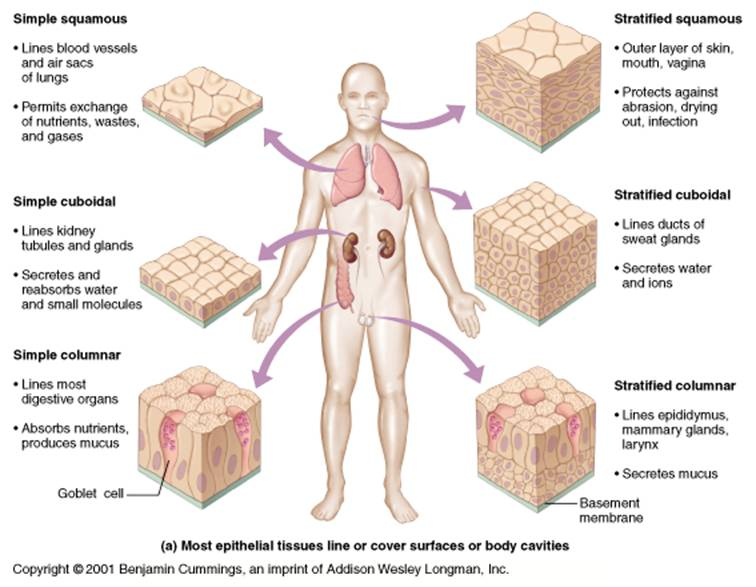 Simple squamous
• Lines blood vessels
and air sacs
of lungs
• Permits exchange
of nutrients, wastes,
and gases
Simple cuboidal
• Lines kidney
tubules and glands
• Secretes and
reabsorbs water
and small molecules
Simple columnar
• Lines most
digestive organs
• Absorbs nutrients,
produces mucus
Goblet cell
Stratified squamous
• Outer layer of skin,
mouth, vagina
• Protects against
abrasion, drying
out, infection
Stratified cuboidal
• Lines ducts of
sweat glands
• Secretes water
and ions
Stratified columnar
• Lines epididymus,
mammary glands,
larynx
• Secretes mucus
Basement
membrane
(a) Most epithelial tissues line or cover surfaces or body cavities
Copyright © 2001 Benjamin Cummings, an imprint of Addison Wesley Longman, Inc.